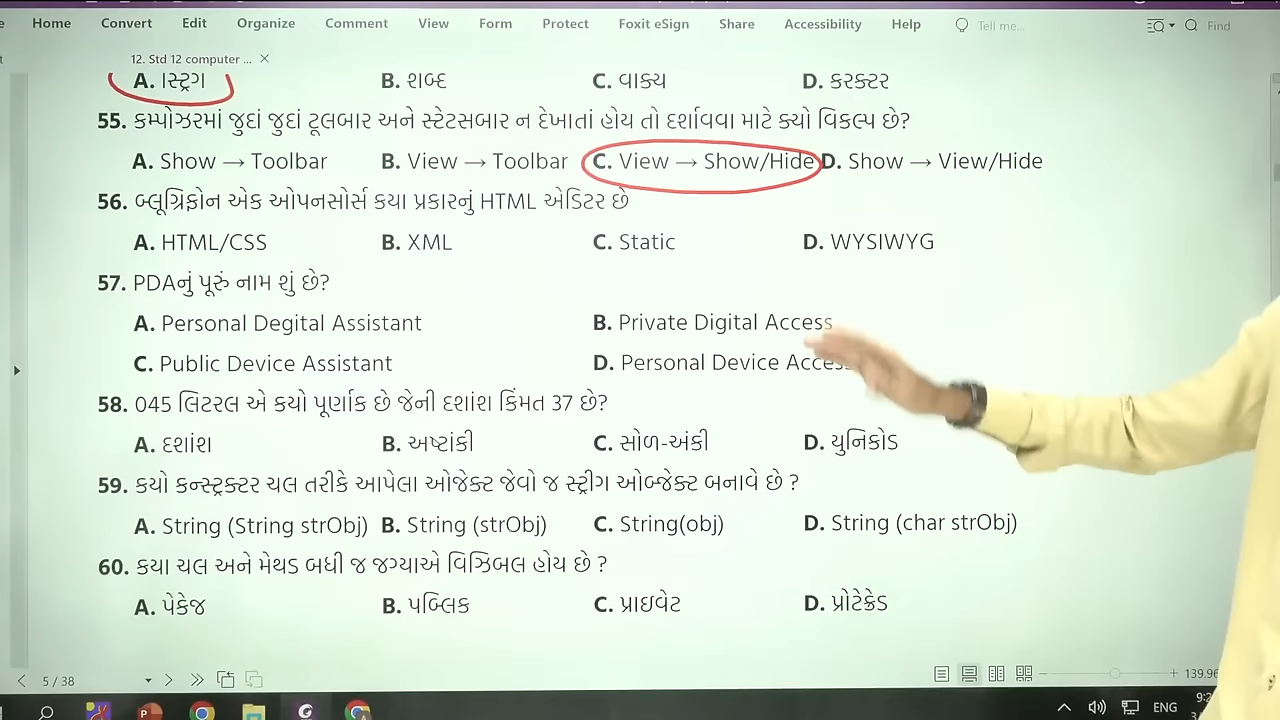 Home Convert Edit Organize Comment View Form Protect Foxit eSign Share Accessibility Help Tell me... Find
12. Std 12 computer ... ×
A. સ્ટ્રિંગ B. શબ્દ C. વાક્ય D. કરક્ટર
55. કમ્પોઝરમાં જુદાં જુદાં ટૂલબાર અને સ્ટેટસબાર ન દેખાતાં હોય તો દર્શાવવા માટે ક્યો વિકલ્પ છે?
A. Show → Toolbar B. View → Toolbar C. View → Show/Hide D. Show → View/Hide
56. બ્લૂગ્રિફોન એક ઓપનસોર્સ કયા પ્રકારનું HTML એડિટર છે
A. HTML/CSS B. XML C. Static D. WYSIWYG
57. PDAનું પૂરું નામ શું છે?
A. Personal Degital Assistant B. Private Digital Access
C. Public Device Assistant D. Personal Device
58. 045 લિટરલ એ કયો પૂર્ણાંક છે જેની દશાંશ કિંમત 37 છે?
A. દશાંશ B. અષ્ટાંકી C. સોળ-અંકી D. યુનિકોડ
59. કયો કન્સ્ટ્રક્ટર ચલ તરીકે આપેલા ઓજેક્ટ જેવો જ સ્ટ્રીગ ઓબ્જેક્ટ બનાવે છે ?
A. String (String strObj) B. String (strObj) C. String(obj) D. String (char strObj)
60. કયા ચલ અને મેથડ બધી જ જગ્યાએ વિઝિબલ હોય છે ?
A. પેકેજ B. પબ્લિક C. પ્રાઇવેટ D. પ્રોટેક્રેડ
5 / 38 139.96
ENG